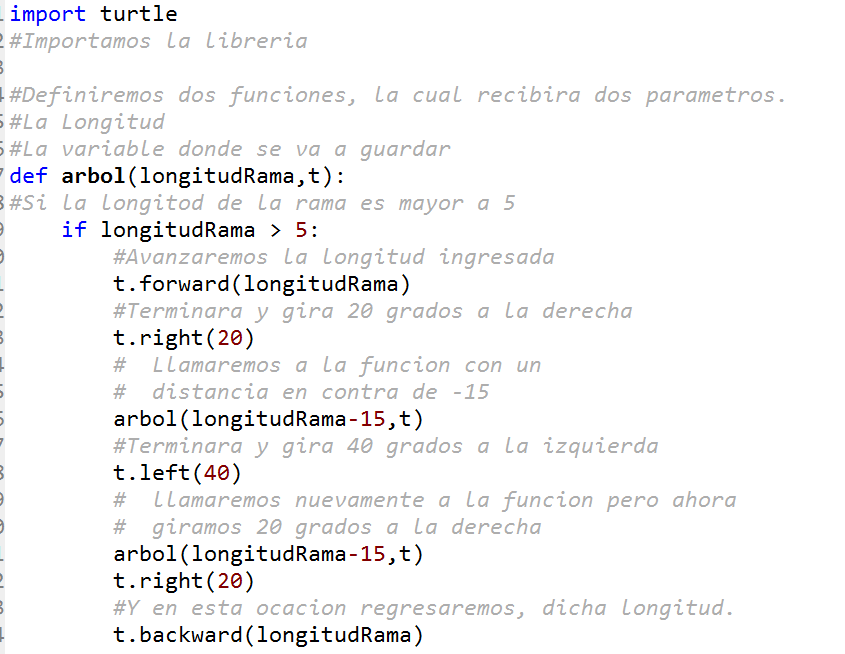 import turtle
#Importamos la libreria
#Definiremos dos funciones, la cual recibira dos parametros.
#La Longitud
#La variable donde se va a guardar
def arbol(longitudRama,t):
#Si la longitod de la rama es mayor a 5
    if longitudRama > 5:
        #Avanzaremos la longitud ingresada
        t.forward(longitudRama)
        #Terminara y gira 20 grados a la derecha
        t.right(20)
        #  Llamaremos a la funcion con un
        #  distancia en contra de -15
        arbol(longitudRama-15,t)
        #Terminara y gira 40 grados a la izquierda
        t.left(40)
        #  llamaremos nuevamente a la funcion pero ahora
        #  giramos 20 grados a la derecha
        arbol(longitudRama-15,t)
        t.right(20)
        #Y en esta ocacion regresaremos, dicha longitud.
        t.backward(longitudRama)